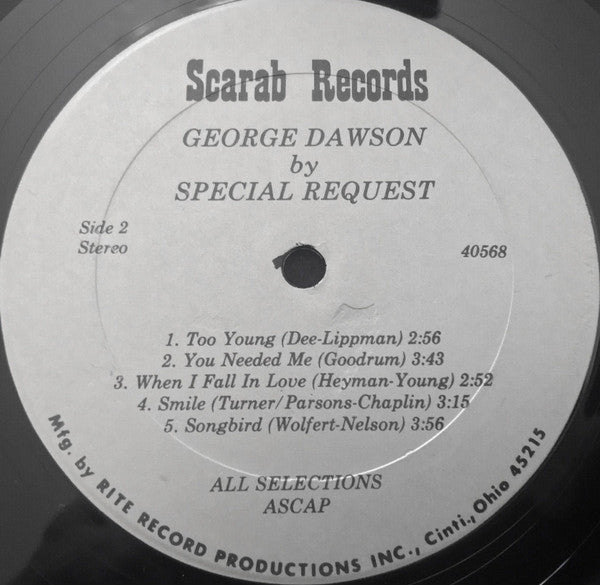 Scarab Records
GEORGE DAWSON
by
SPECIAL REQUEST
Side 2
Stereo
40568
1. Too Young (Dee-Lippman) 2:56
2. You Needed Me (Goodrum) 3:43
3. When I Fall In Love (Heyman-Young) 2:52
4. Smile (Turner/Parsons-Chaplin) 3:15
5. Songbird (Wolfert-Nelson) 3:56
ALL SELECTIONS
ASCAP
Mfg. by RITE RECORD PRODUCTIONS INC., Cinti., Ohio 45215